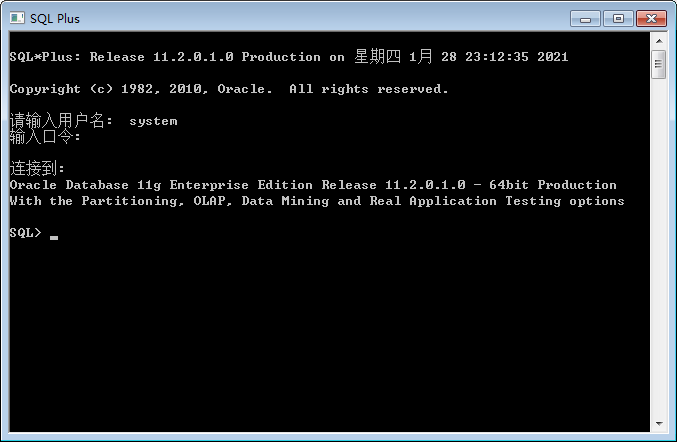 SQL Plus
SQL*Plus: Release 11.2.0.1.0 Production on 星期四 1月 28 23:12:35 2021
Copyright (c) 1982, 2010, Oracle.  All rights reserved.
请输入用户名:  system
输入口令:
连接到:
Oracle Database 11g Enterprise Edition Release 11.2.0.1.0 - 64bit Production
With the Partitioning, OLAP, Data Mining and Real Application Testing options
SQL> _